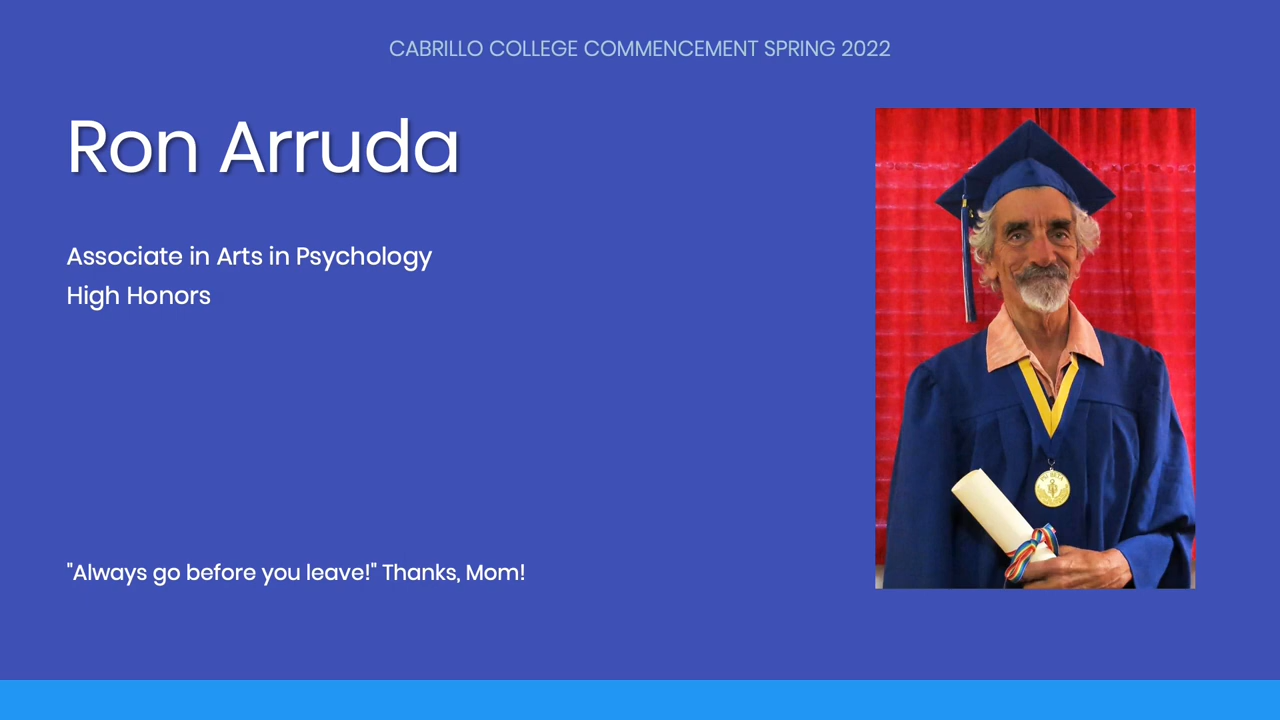 CABRILLO COLLEGE COMMENCEMENT SPRING 2022
Ron Arruda
Associate in Arts in Psychology
High Honors
"Always go before you leave!" Thanks, Mom!